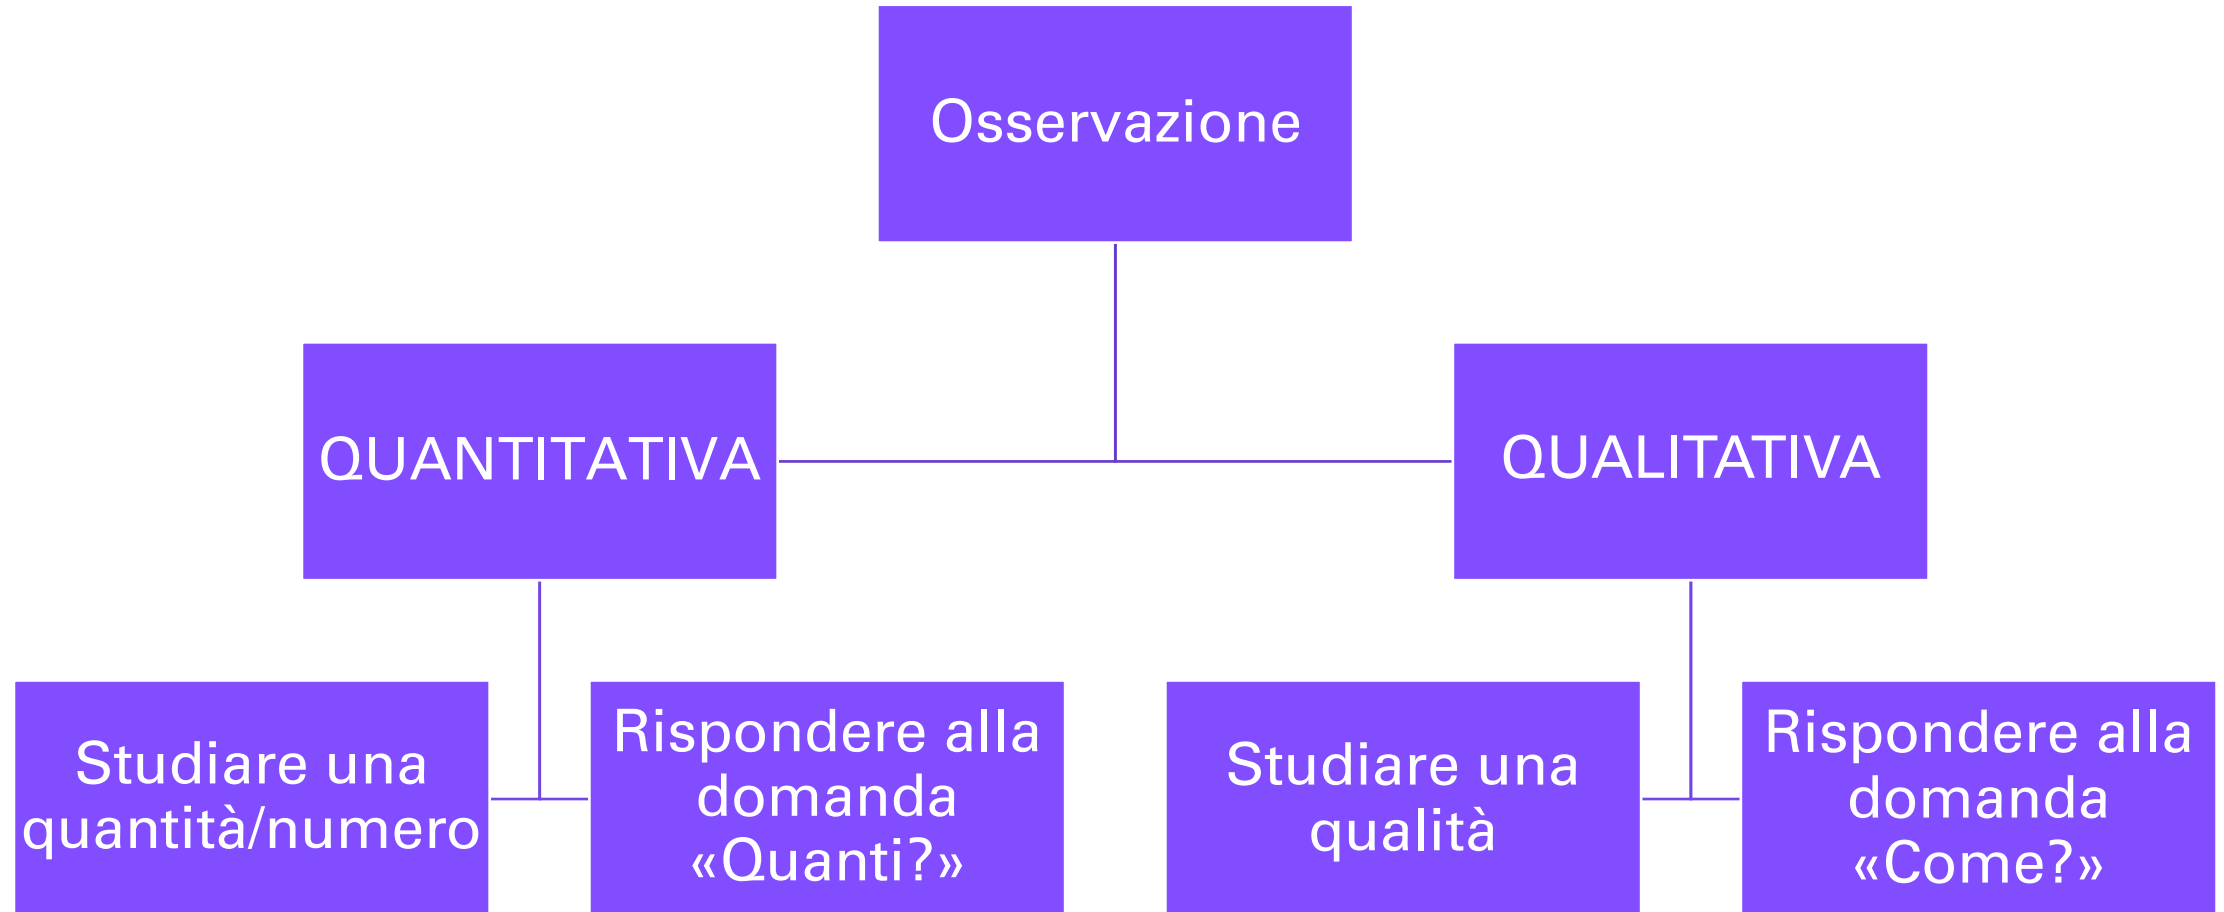 Osservazione
QUANTITATIVA
QUALITATIVA
Studiare una
quantità/numero
Rispondere alla
domanda
«Quanti?»
Studiare una
qualità
Rispondere alla
domanda
«Come?»